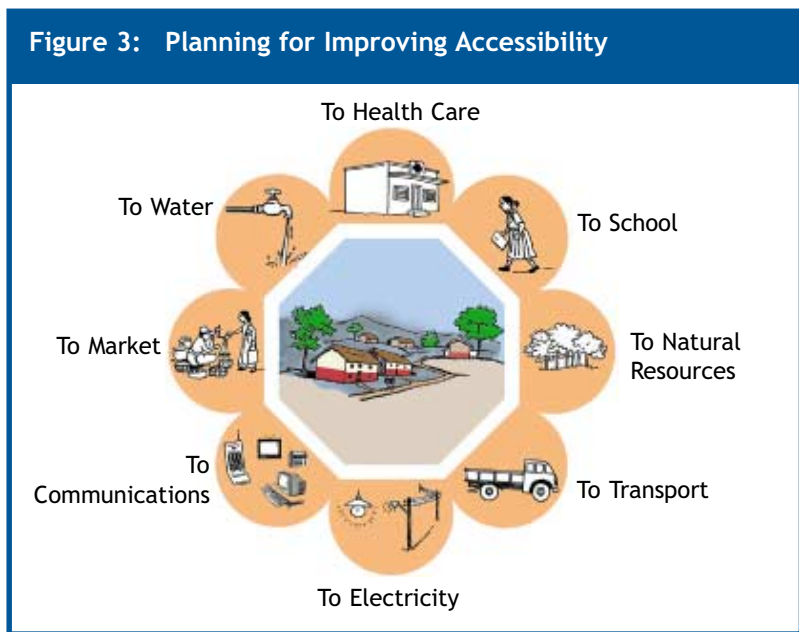 Figure 3: Planning for Improving Accessibility
To Health Care
To Water
To School
To Market
To Natural
Resources
To
Communications
To Transport
To Electricity